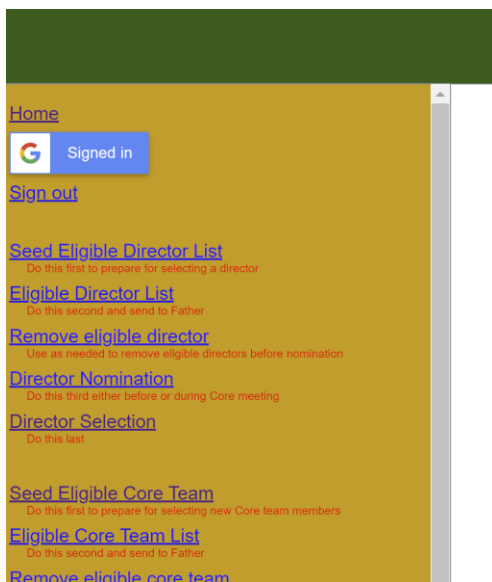 Home
Signed in
Sign out
Seed Eligible Director List
Do this first to prepare for selecting a director
Eligible Director List
Do this second and send to Father
Remove eligible director
Use as needed to remove eligible directors before nomination
Director Nomination
Do this third either before or during Core meeting
Director Selection
Do this last
Seed Eligible Core Team
Do this first to prepare for selecting new Core team members
Eligible Core Team List
Do this second and send to Father
Remove eligible core team